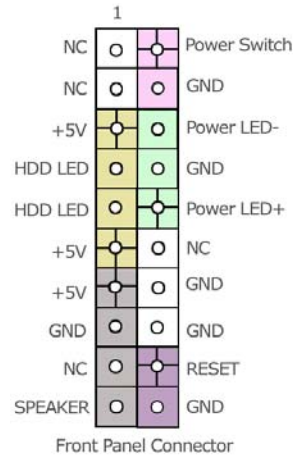 1
NC Power Switch
NC GND
+5V Power LED-
HDD LED GND
HDD LED Power LED+
+5V NC
+5V GND
GND GND
NC RESET
SPEAKER GND
Front Panel Connector